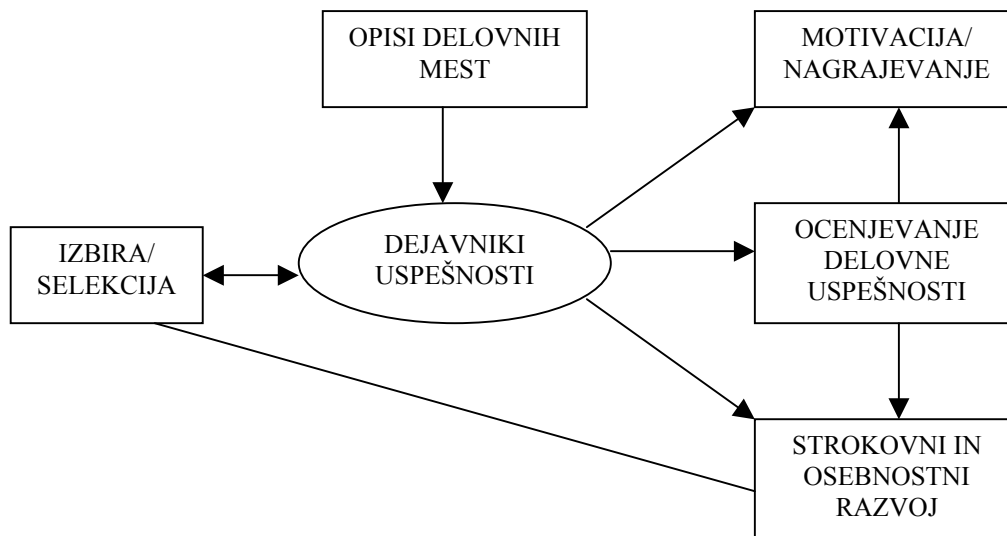 OPISI DELOVNIH
MEST
MOTIVACIJA/
NAGRAJEVANJE
IZBIRA/
SELEKCIJA
DEJAVNIKI
USPEŠNOSTI
OCENJEVANJE
DELOVNE
USPEŠNOSTI
STROKOVNI IN
OSEBNOSTNI
RAZVOJ